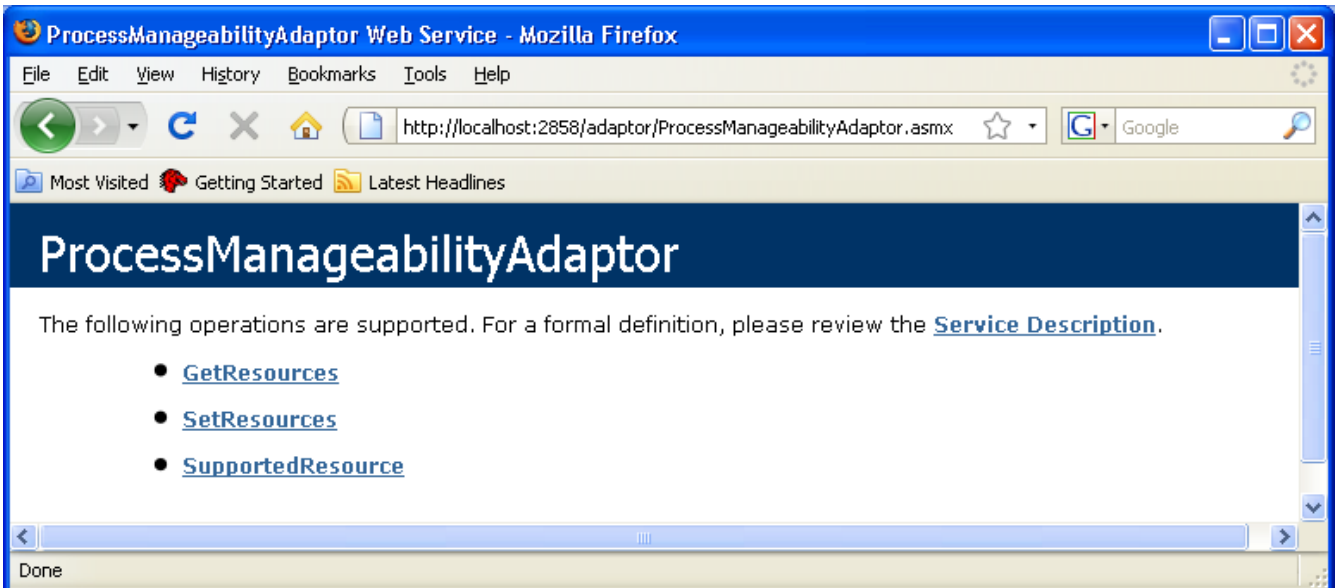 ProcessManageabilityAdaptor Web Service - Mozilla Firefox
File Edit View History Bookmarks Tools Help
http://localhost:2858/adaptor/ProcessManageabilityAdaptor.asmx G Google
Most Visited Getting Started Latest Headlines
ProcessManageabilityAdaptor
The following operations are supported. For a formal definition, please review the Service Description.
GetResources
SetResources
SupportedResource
Done